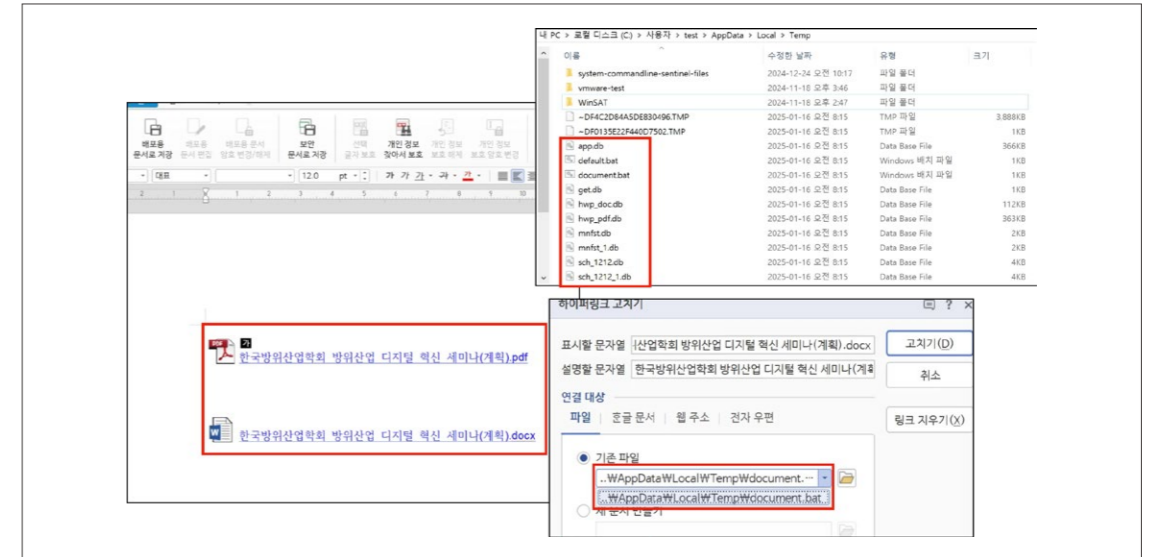 내 PC > 로컬 디스크 (C:) > 사용자 > test > AppData > Local > Temp
이름 수정한 날짜 유형 크기
system-commandline-sentinel-files 2024-12-24 오전 10:17 파일 폴더
vmware-test 2024-11-18 오후 3:46 파일 폴더
WinSAT 2024-11-18 오후 2:47 파일 폴더
~DF4C2D84A5DE830496.TMP 2025-01-16 오전 8:15 TMP 파일 3,888KB
~DF0135E22F440D7502.TMP 2025-01-16 오전 8:15 TMP 파일 1KB
app.db 2025-01-16 오전 8:15 Data Base File 366KB
default.bat 2025-01-16 오전 8:15 Windows 배치 파일 1KB
document.bat 2025-01-16 오전 8:15 Windows 배치 파일 1KB
get.db 2025-01-16 오전 8:15 Data Base File 1KB
hwp_doc.db 2025-01-16 오전 8:15 Data Base File 112KB
hwp_pdf.db 2025-01-16 오전 8:15 Data Base File 363KB
mnfst.db 2025-01-16 오전 8:15 Data Base File 2KB
mnfst_1.db 2025-01-16 오전 8:15 Data Base File 2KB
sch_1212.db 2025-01-16 오전 8:15 Data Base File 4KB
sch_1212_1.db 2025-01-16 오전 8:15 Data Base File 4KB
배포용 배포용 배포용 문서 보안 선택 개인 정보 개인 정보 개인 정보
문서로 저장 문서 편집 암호 변경/해제 문서로 저장 글자 보호 찾아서 보호 보호 해제 보호 암호 변경
대표 12.0 pt 가 가 가 가 가
2 1 1 2 3 4 5 6 7 8 9 10
PDF 가
한국방위산업학회 방위산업 디지털 혁신 세미나(계획).pdf
W 한국방위산업학회 방위산업 디지털 혁신 세미나(계획).docx
하이퍼링크 고치기 ? ×
표시할 문자열 산업학회 방위산업 디지털 혁신 세미나(계획).docx 고치기(D)
설명할 문자열 한국방위산업학회 방위산업 디지털 혁신 세미나(계획 취소
연결 대상
파일 | 훈글 문서 | 웹 주소 | 전자 우편 링크 지우기(X)
기존 파일
..₩AppData₩Local₩Temp₩document.--
..₩AppData₩Local₩Temp₩document.bat
새 문서 만들기